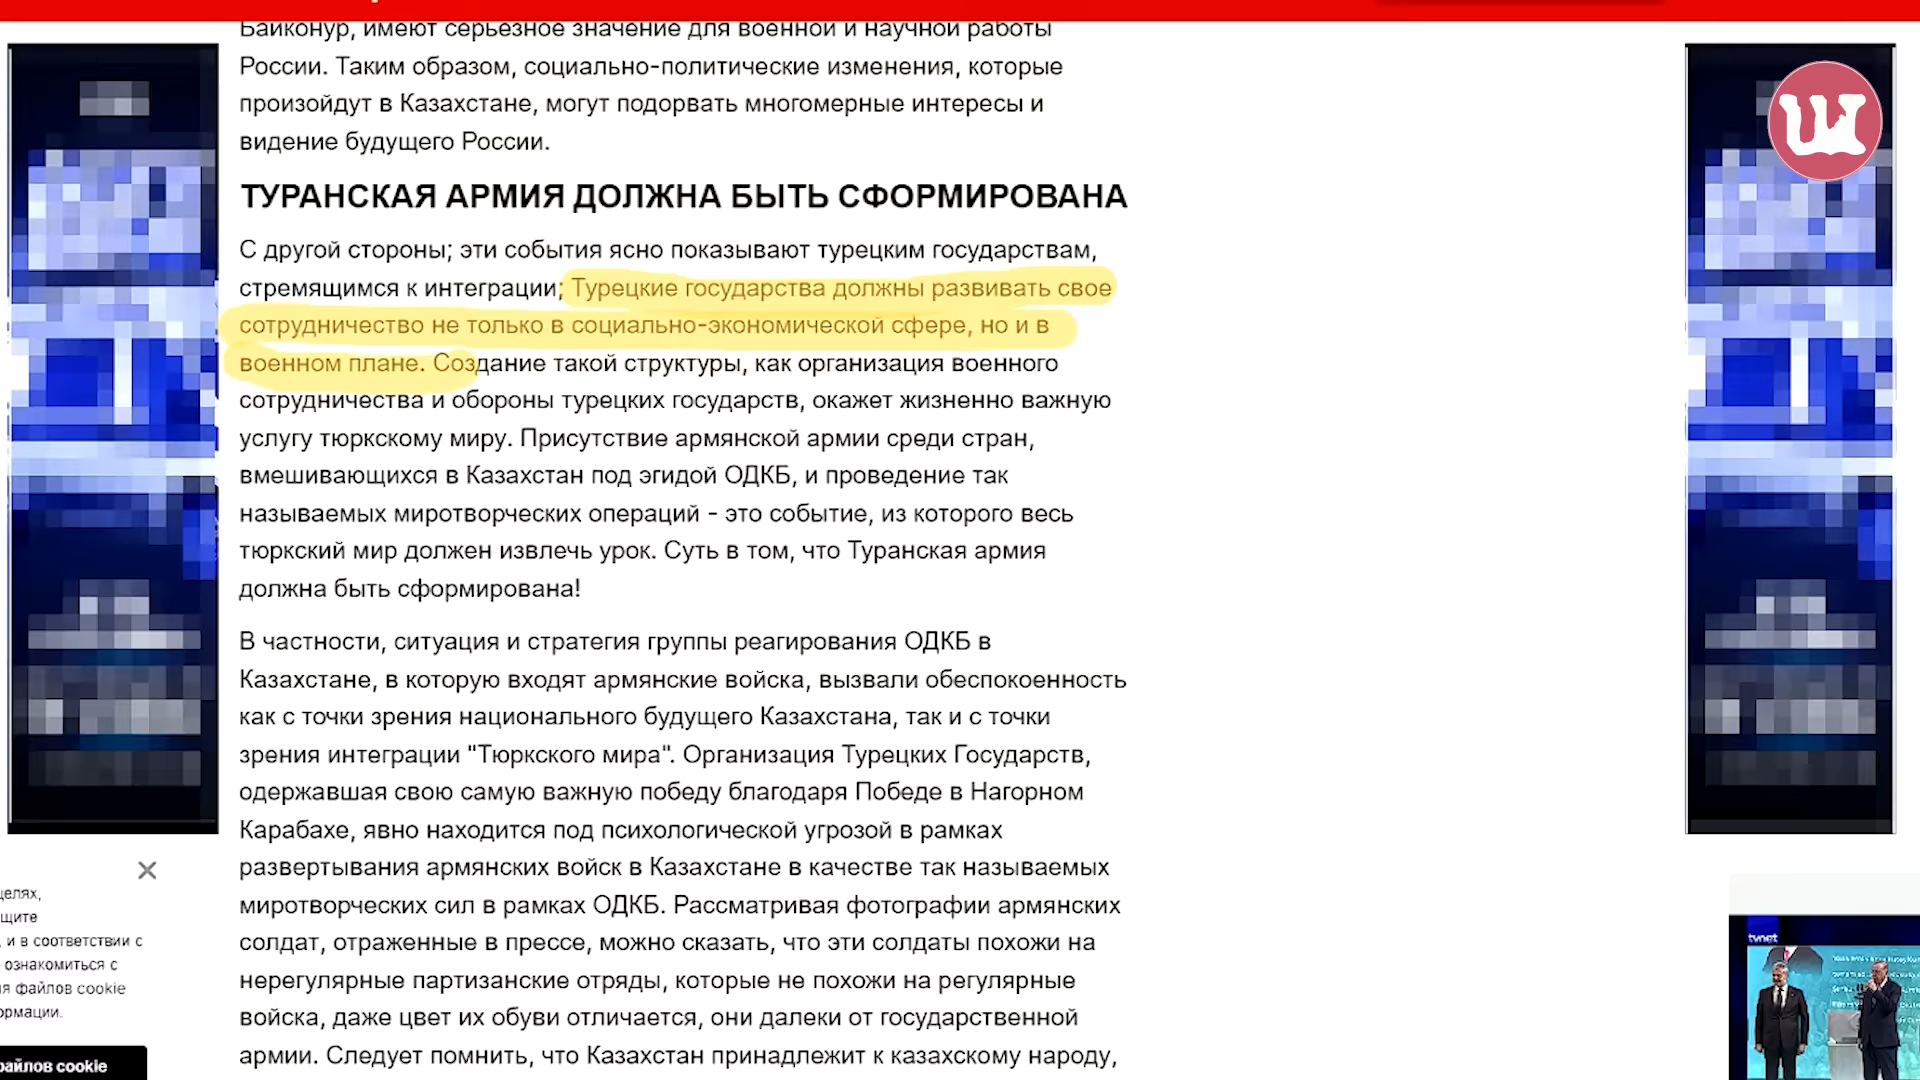 Байконур, имеют серьезное значение для военной и научной работы
России. Таким образом, социально-политические изменения, которые
произойдут в Казахстане, могут подорвать многомерные интересы и
видение будущего России.
ТУРАНСКАЯ АРМИЯ ДОЛЖНА БЫТЬ СФОРМИРОВАНА
С другой стороны; эти события ясно показывают турецким государствам,
стремящимся к интеграции; Турецкие государства должны развивать свое
сотрудничество не только в социально-экономической сфере, но и в
военном плане. Создание такой структуры, как организация военного
сотрудничества и обороны турецких государств, окажет жизненно важную
услугу тюркскому миру. Присутствие армянской армии среди стран,
вмешивающихся в Казахстан под эгидой ОДКБ, и проведение так
называемых миротворческих операций - это событие, из которого весь
тюркский мир должен извлечь урок. Суть в том, что Туранская армия
должна быть сформирована!
В частности, ситуация и стратегия группы реагирования ОДКБ в
Казахстане, в которую входят армянские войска, вызвали обеспокоенность
как с точки зрения национального будущего Казахстана, так и с точки
зрения интеграции "Тюркского мира". Организация Турецких Государств,
одержавшая свою самую важную победу благодаря Победе в Нагорном
Карабахе, явно находится под психологической угрозой в рамках
развертывания армянских войск в Казахстане в качестве так называемых
миротворческих сил в рамках ОДКБ. Рассматривая фотографии армянских
солдат, отраженные в прессе, можно сказать, что эти солдаты похожи на
нерегулярные партизанские отряды, которые не похожи на регулярные
войска, даже цвет их обуви отличается, они далеки от государственной
армии. Следует помнить, что Казахстан принадлежит к казахскому народу,
Ш
целях,
щите
, и в соответствии с
ознакомиться с
я файлов cookie
ормации.
файлов cookie
tvnet